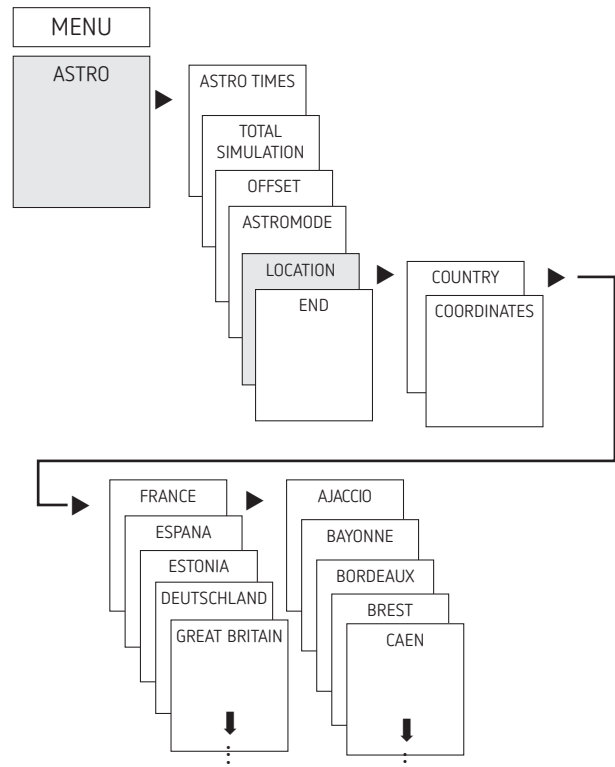 MENU
ASTRO
ASTRO TIMES
TOTAL
SIMULATION
OFFSET
ASTROMODE
LOCATION
END
COUNTRY
COORDINATES
FRANCE
ESPANA
ESTONIA
DEUTSCHLAND
GREAT BRITAIN
AJACCIO
BAYONNE
BORDEAUX
BREST
CAEN